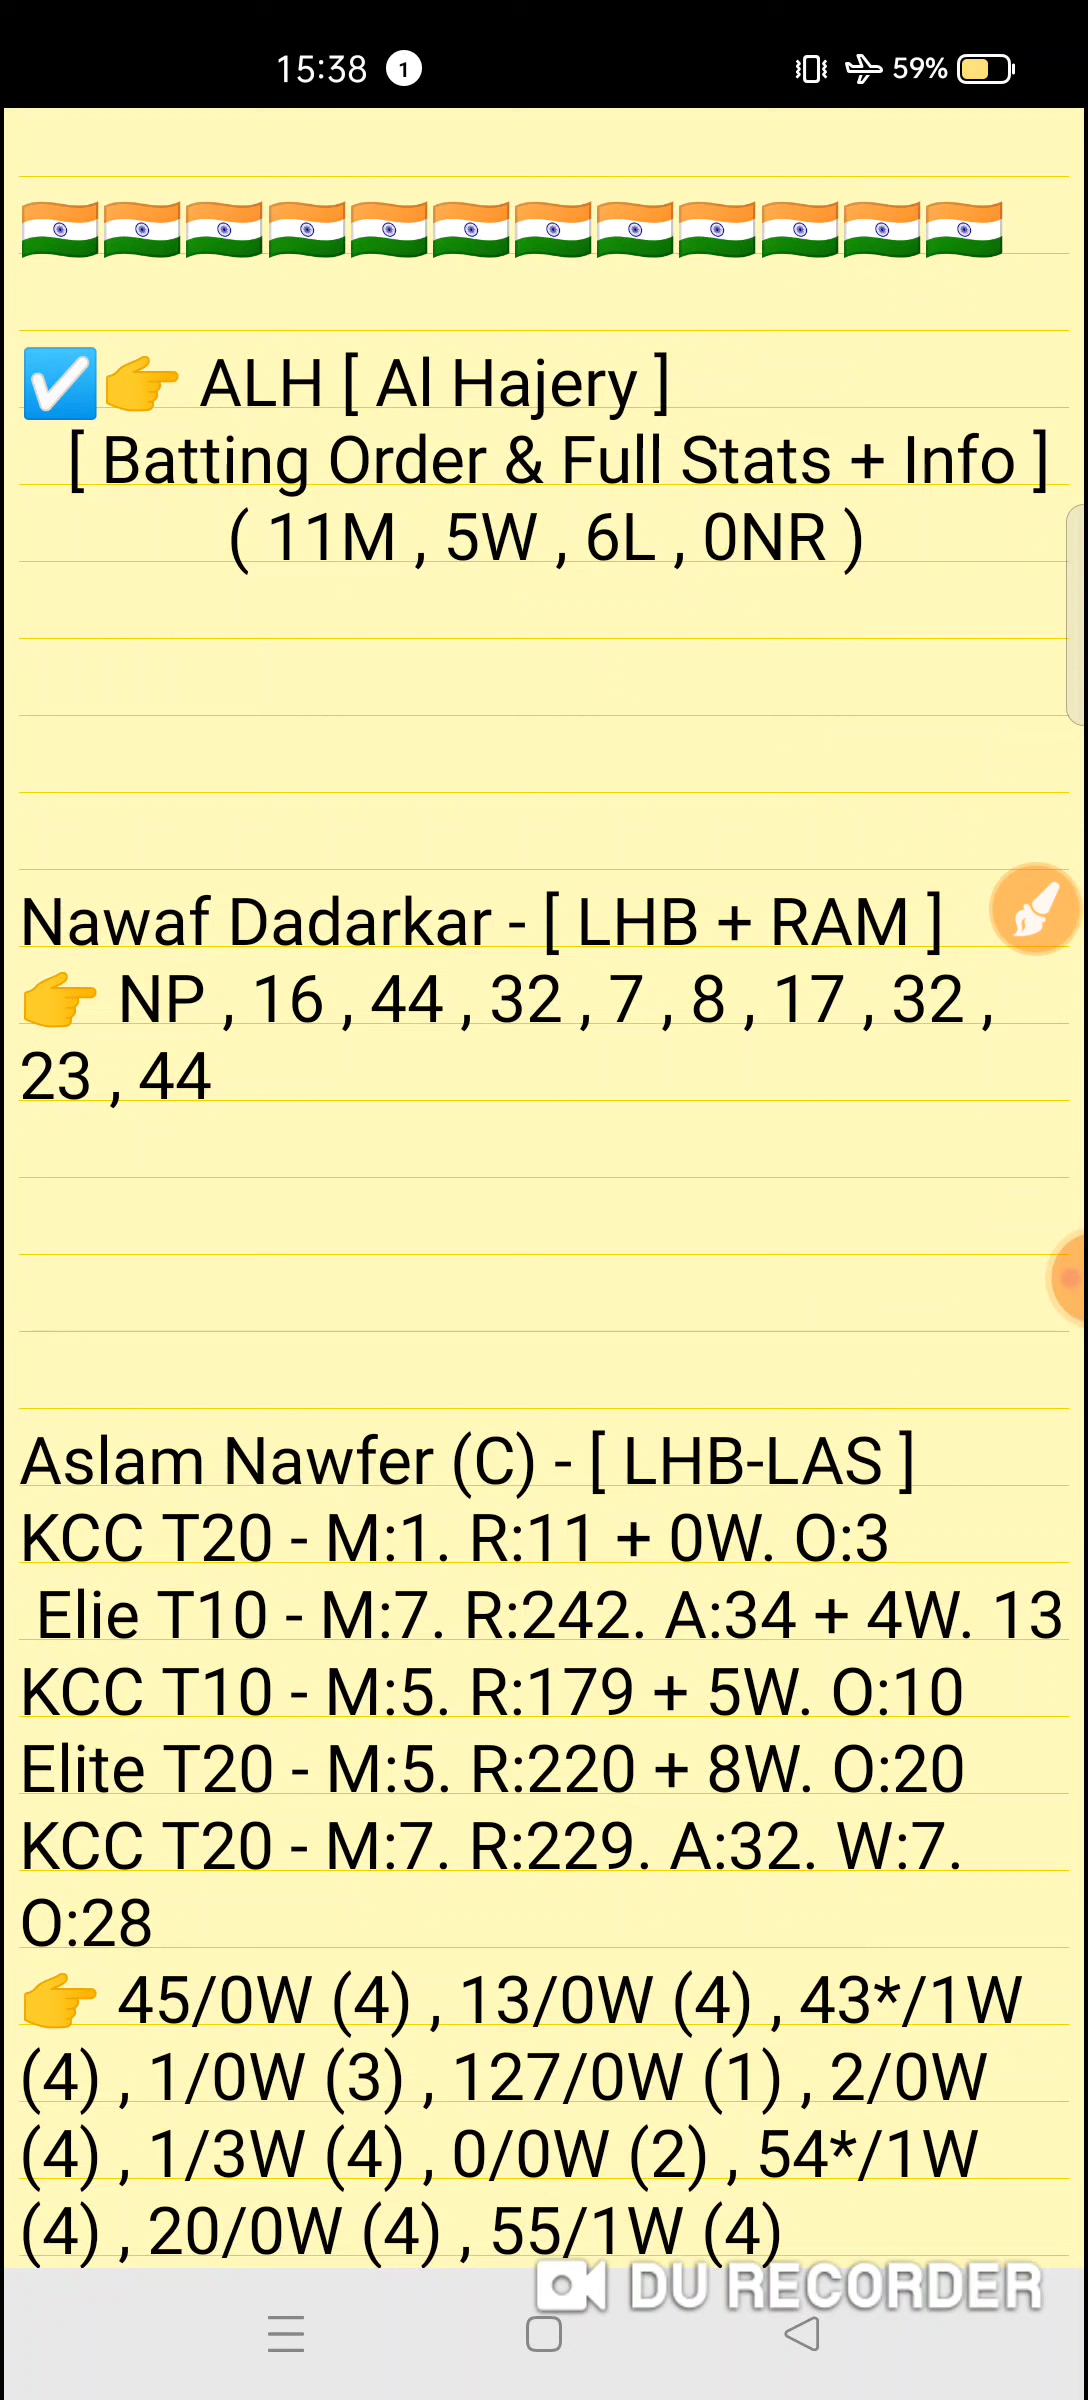 15:38 1 59%
🇮🇳🇮🇳🇮🇳🇮🇳🇮🇳🇮🇳🇮🇳🇮🇳🇮🇳🇮🇳🇮🇳🇮🇳
☑️👉 ALH [ Al Hajery ]
[ Batting Order & Full Stats + Info ]
( 11M , 5W , 6L , 0NR )
Nawaf Dadarkar - [ LHB + RAM ]
👉 NP , 16 , 44 , 32 , 7 , 8 , 17 , 32 ,
23 , 44
Aslam Nawfer (C) - [ LHB-LAS ]
KCC T20 - M:1. R:11 + 0W. O:3
Elie T10 - M:7. R:242. A:34 + 4W. 13
KCC T10 - M:5. R:179 + 5W. O:10
Elite T20 - M:5. R:220 + 8W. O:20
KCC T20 - M:7. R:229. A:32. W:7.
O:28
👉 45/0W (4) , 13/0W (4) , 43*/1W
(4) , 1/0W (3) , 127/0W (1) , 2/0W
(4) , 1/3W (4) , 0/0W (2) , 54*/1W
(4) , 20/0W (4) , 55/1W (4)
DU RECORDER